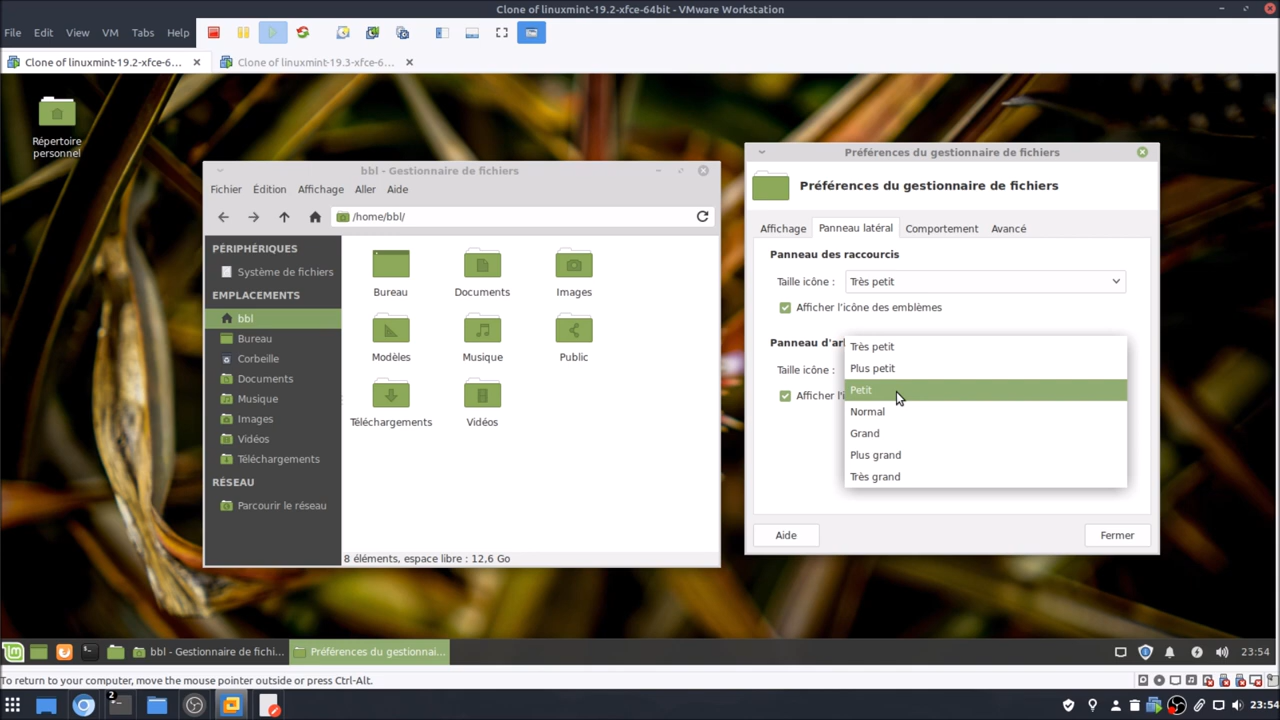 Clone of linuxmint-19.2-xfce-64bit - VMware Workstation
File Edit View VM Tabs Help
Clone of linuxmint-19.2-xfce-6... Clone of linuxmint-19.3-xfce-6...
Répertoire
personnel
bbl - Gestionnaire de fichiers
Fichier Édition Affichage Aller Aide
/home/bbl/
PÉRIPHÉRIQUES
Système de fichiers
EMPLACEMENTS
bbl
Bureau
Corbeille
Documents
Musique
Images
Vidéos
Téléchargements
RÉSEAU
Parcourir le réseau
Bureau Documents Images
Modèles Musique Public
Téléchargements Vidéos
8 éléments, espace libre : 12,6 Go
Préférences du gestionnaire de fichiers
Préférences du gestionnaire de fichiers
Affichage Panneau latéral Comportement Avancé
Panneau des raccourcis
Taille icône : Très petit
Afficher l'icône des emblèmes
Panneau d'ar
Taille icône :
Afficher l'i
Très petit
Plus petit
Petit
Normal
Grand
Plus grand
Très grand
Aide Fermer
bbl - Gestionnaire de fichi... Préférences du gestionnai... 23:54
To return to your computer, move the mouse pointer outside or press Ctrl-Alt.
2 23:54